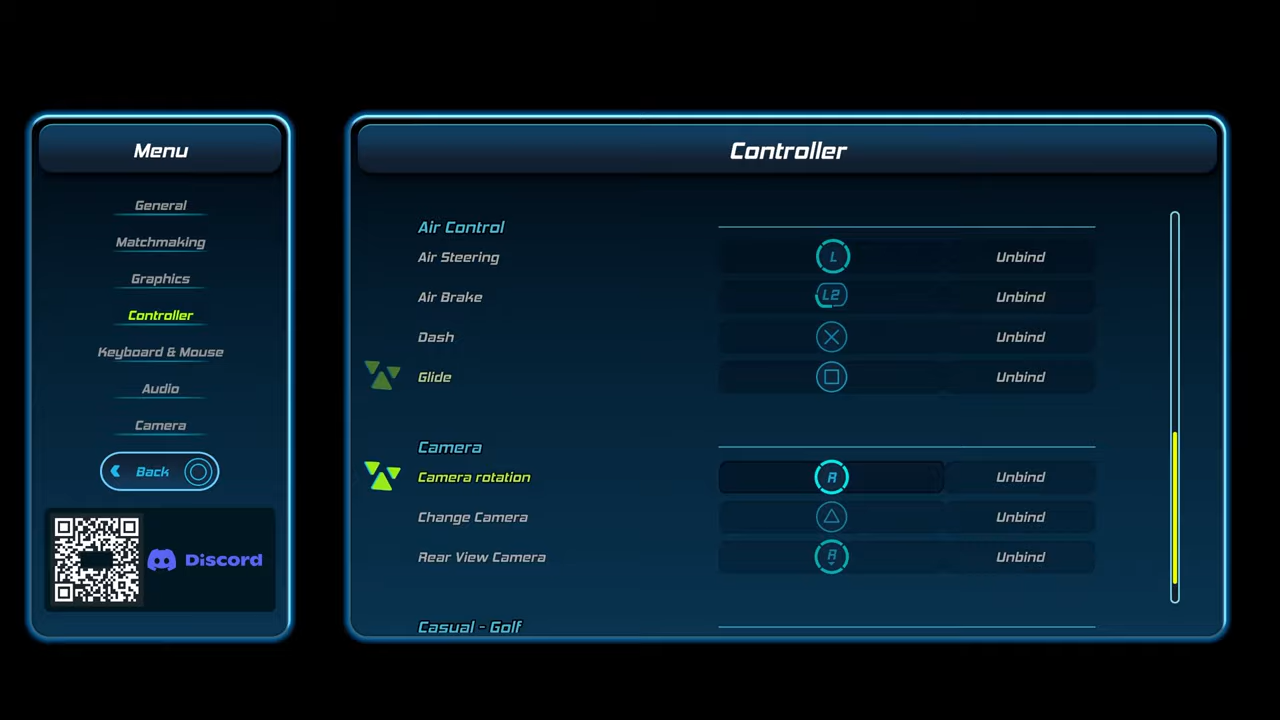 Menu
General
Matchmaking
Graphics
Controller
Keyboard & Mouse
Audio
Camera
Back
Discord
Controller
Air Control
Air Steering L Unbind
Air Brake L2 Unbind
Dash Unbind
Glide Unbind
Camera
Camera rotation R Unbind
Change Camera Unbind
Rear View Camera R Unbind
Casual - Golf